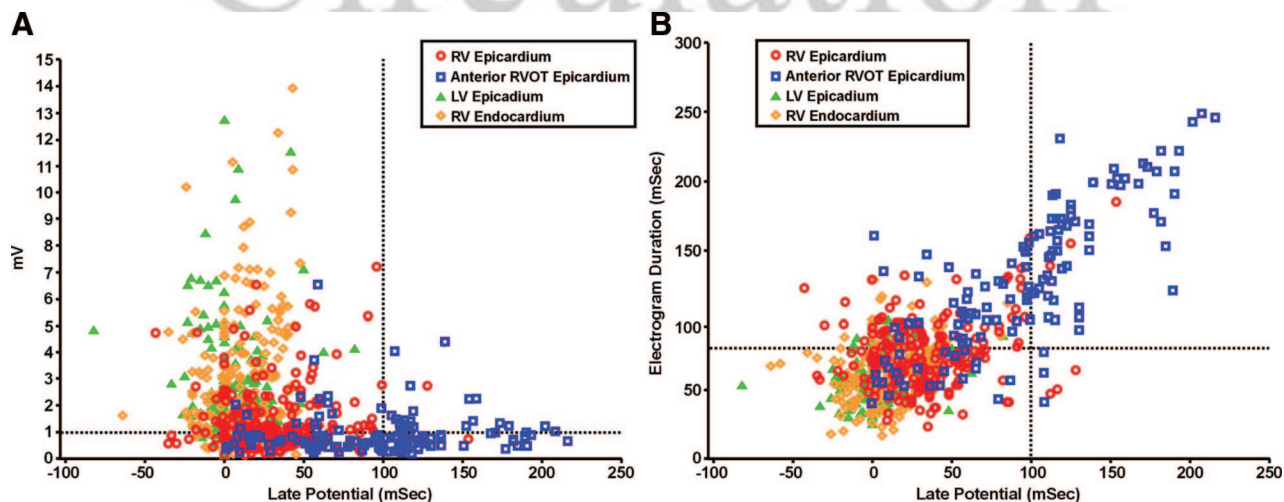 Circulation
A
RV Epicardium
Anterior RVOT Epicardium
LV Epicadium
RV Endocardium
15
14
13
12
11
10
9
8
7
6
5
4
3
2
1
0
mV
-100 -50 0 50 100 150 200 250
Late Potential (mSec)
B
RV Epicardium
Anterior RVOT Epicardium
LV Epicadium
RV Endocardium
300
250
200
150
100
50
0
Electrogram Duration (mSec)
-100 -50 0 50 100 150 200 250
Late Potential (mSec)